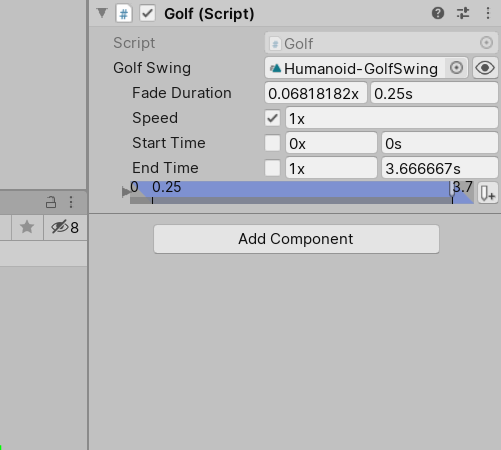 Golf (Script)
Script Golf
Golf Swing Humanoid-GolfSwing
Fade Duration 0.06818182x 0.25s
Speed 1x
Start Time 0x 0s
End Time 1x 3.666667s
0 0.25 3.7
8
Add Component